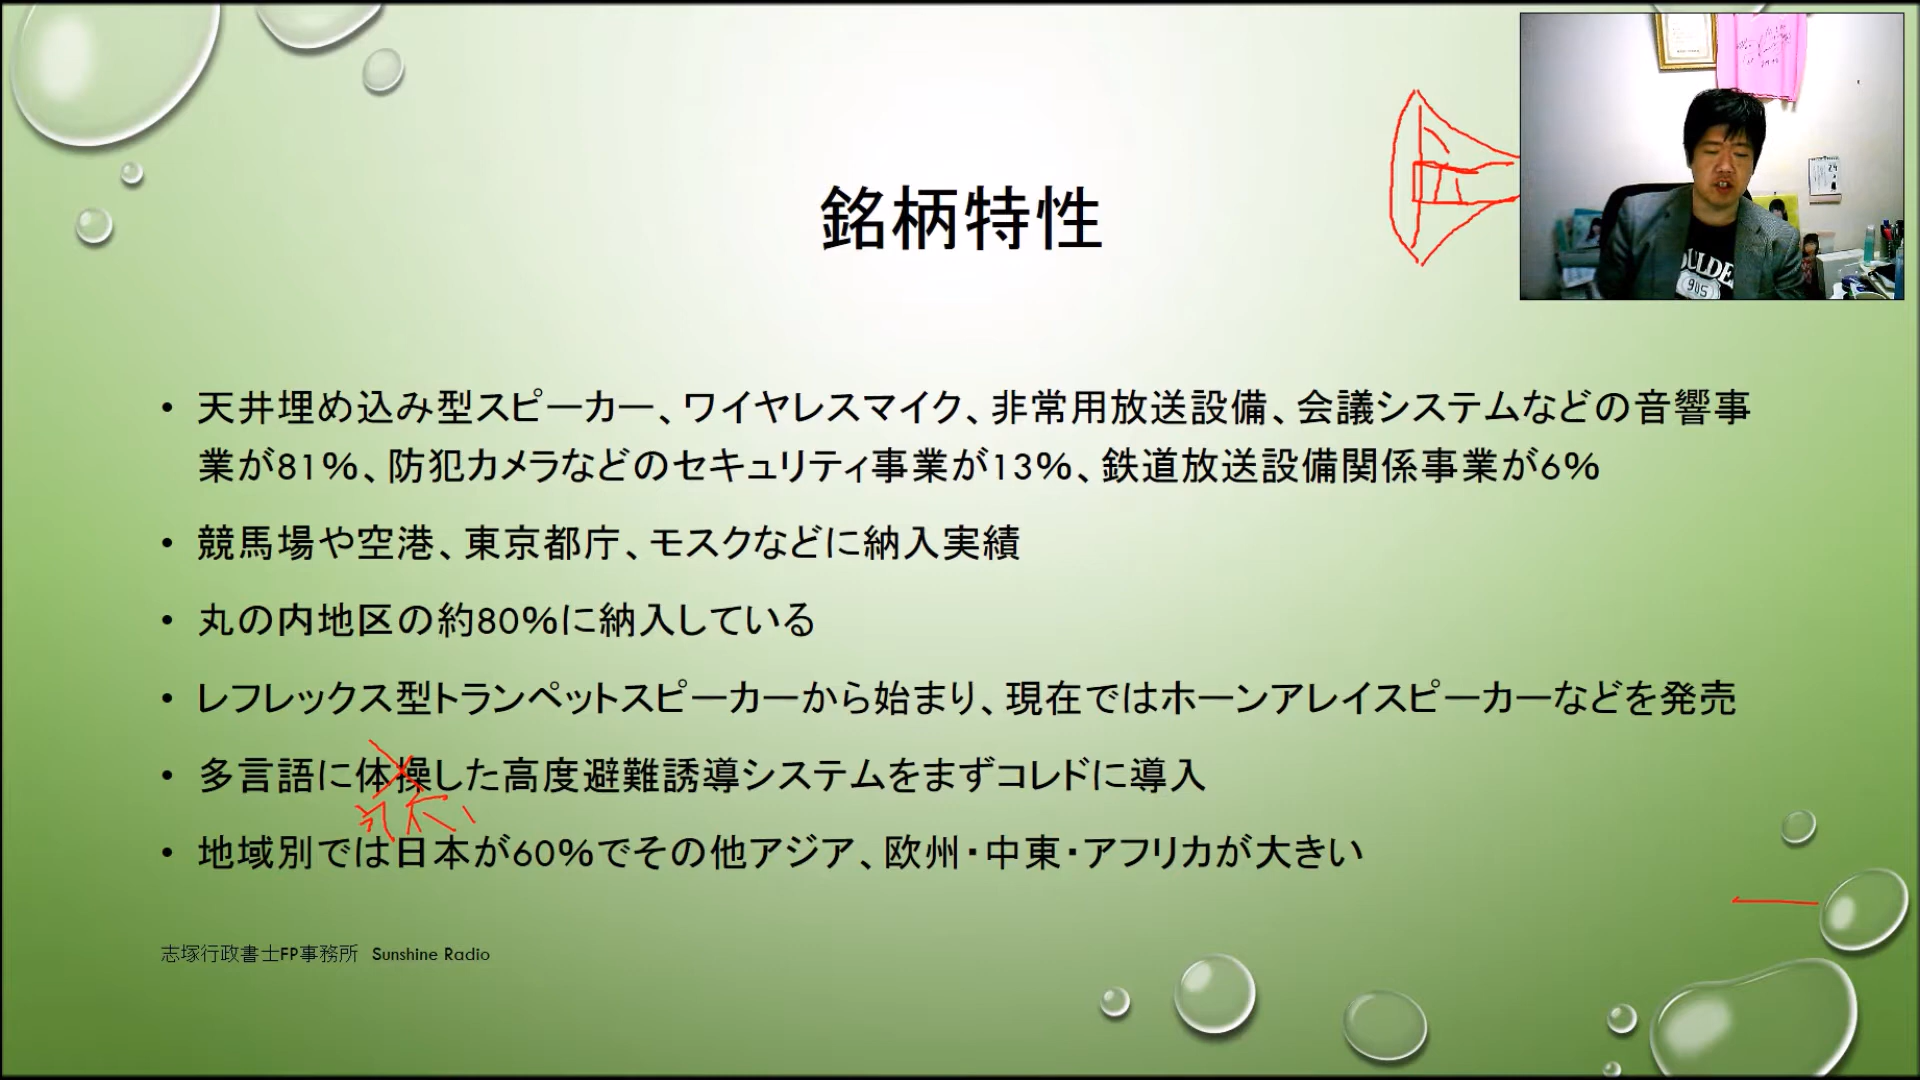 銘柄特性
• 天井埋め込み型スピーカー、ワイヤレスマイク、非常用放送設備、会議システムなどの音響事
業が81%、防犯カメラなどのセキュリティ事業が13%、鉄道放送設備関係事業が6%
• 競馬場や空港、東京都庁、モスクなどに納入実績
• 丸の内地区の約80%に納入している
• レフレックス型トランペットスピーカーから始まり、現在ではホーンアレイスピーカーなどを発売
• 多言語に体操した高度避難誘導システムをまずコレドに導入
• 地域別では日本が60%でその他アジア、欧州・中東・アフリカが大きい
志塚行政書士FP事務所 Sunshine Radio
905